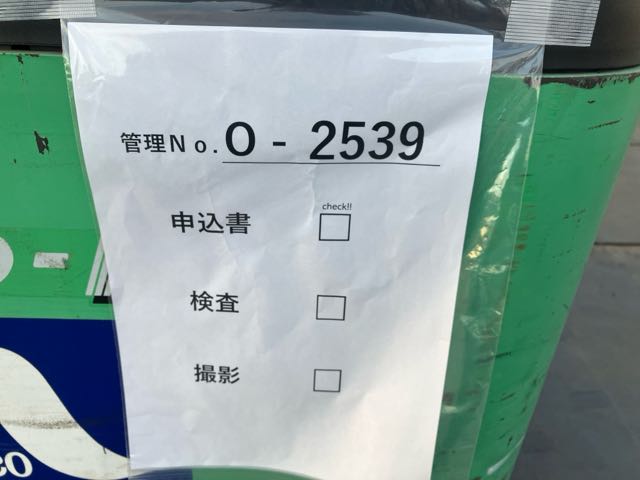 管理No. O - 2539
check!!
申込書 □
検査 □
撮影 □